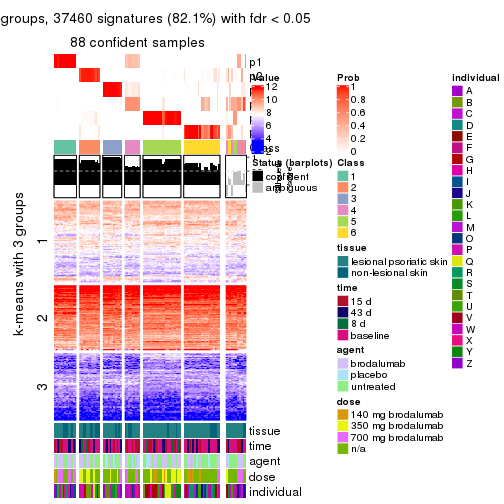 groups, 37460 signatures (82.1%) with fdr < 0.05
88 confident samples
p1
Value
12
10
8
6
4
Prob
1
0.8
0.6
0.4
0.2
0
Status (barplots)
confident
ambiguous
Class
1
2
3
4
5
6
tissue
lesional psoriatic skin
non-lesional skin
time
15 d
43 d
8 d
baseline
agent
brodalumab
placebo
untreated
dose
140 mg brodalumab
350 mg brodalumab
700 mg brodalumab
n/a
individual
A
B
C
D
E
F
G
H
I
J
K
L
M
O
P
Q
R
S
T
U
V
W
X
Y
Z
k-means with 3 groups
1
2
3
tissue
time
agent
dose
individual